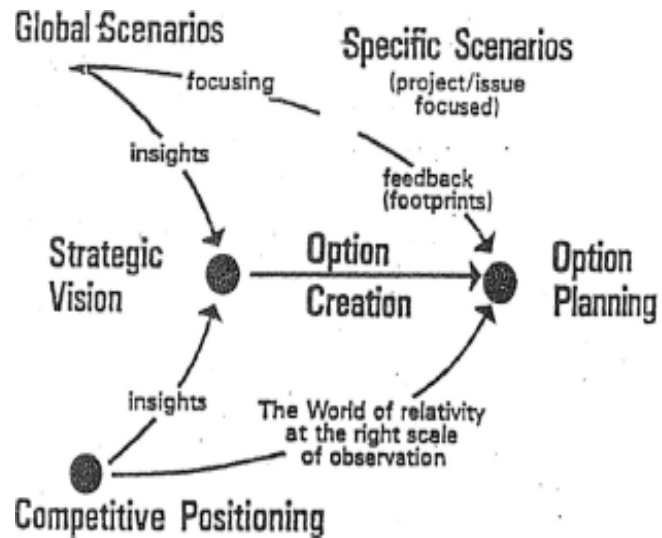 Global Scenarios
Specific Scenarios
(project/issue
focused)
focusing
insights
feedback
(footprints)
Strategic
Vision
Option
Creation
Option
Planning
insights
The World of relativity
at the right scale
of observation
Competitive Positioning